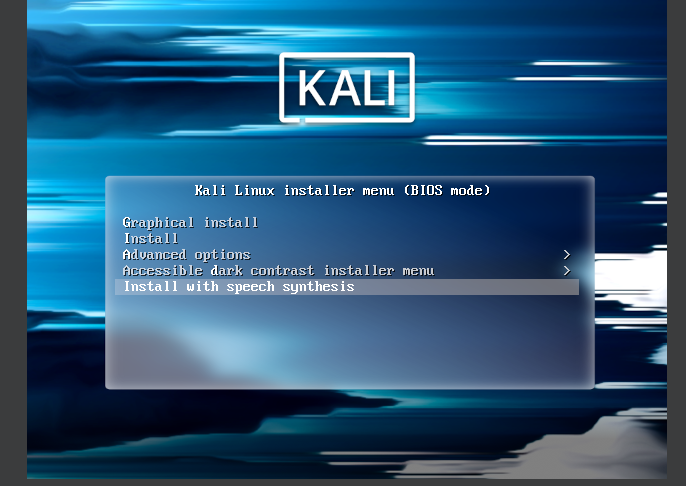 KALI
Kali Linux installer menu (BIOS mode)
Graphical install
Install
Advanced options >
Accessible dark contrast installer menu >
Install with speech synthesis